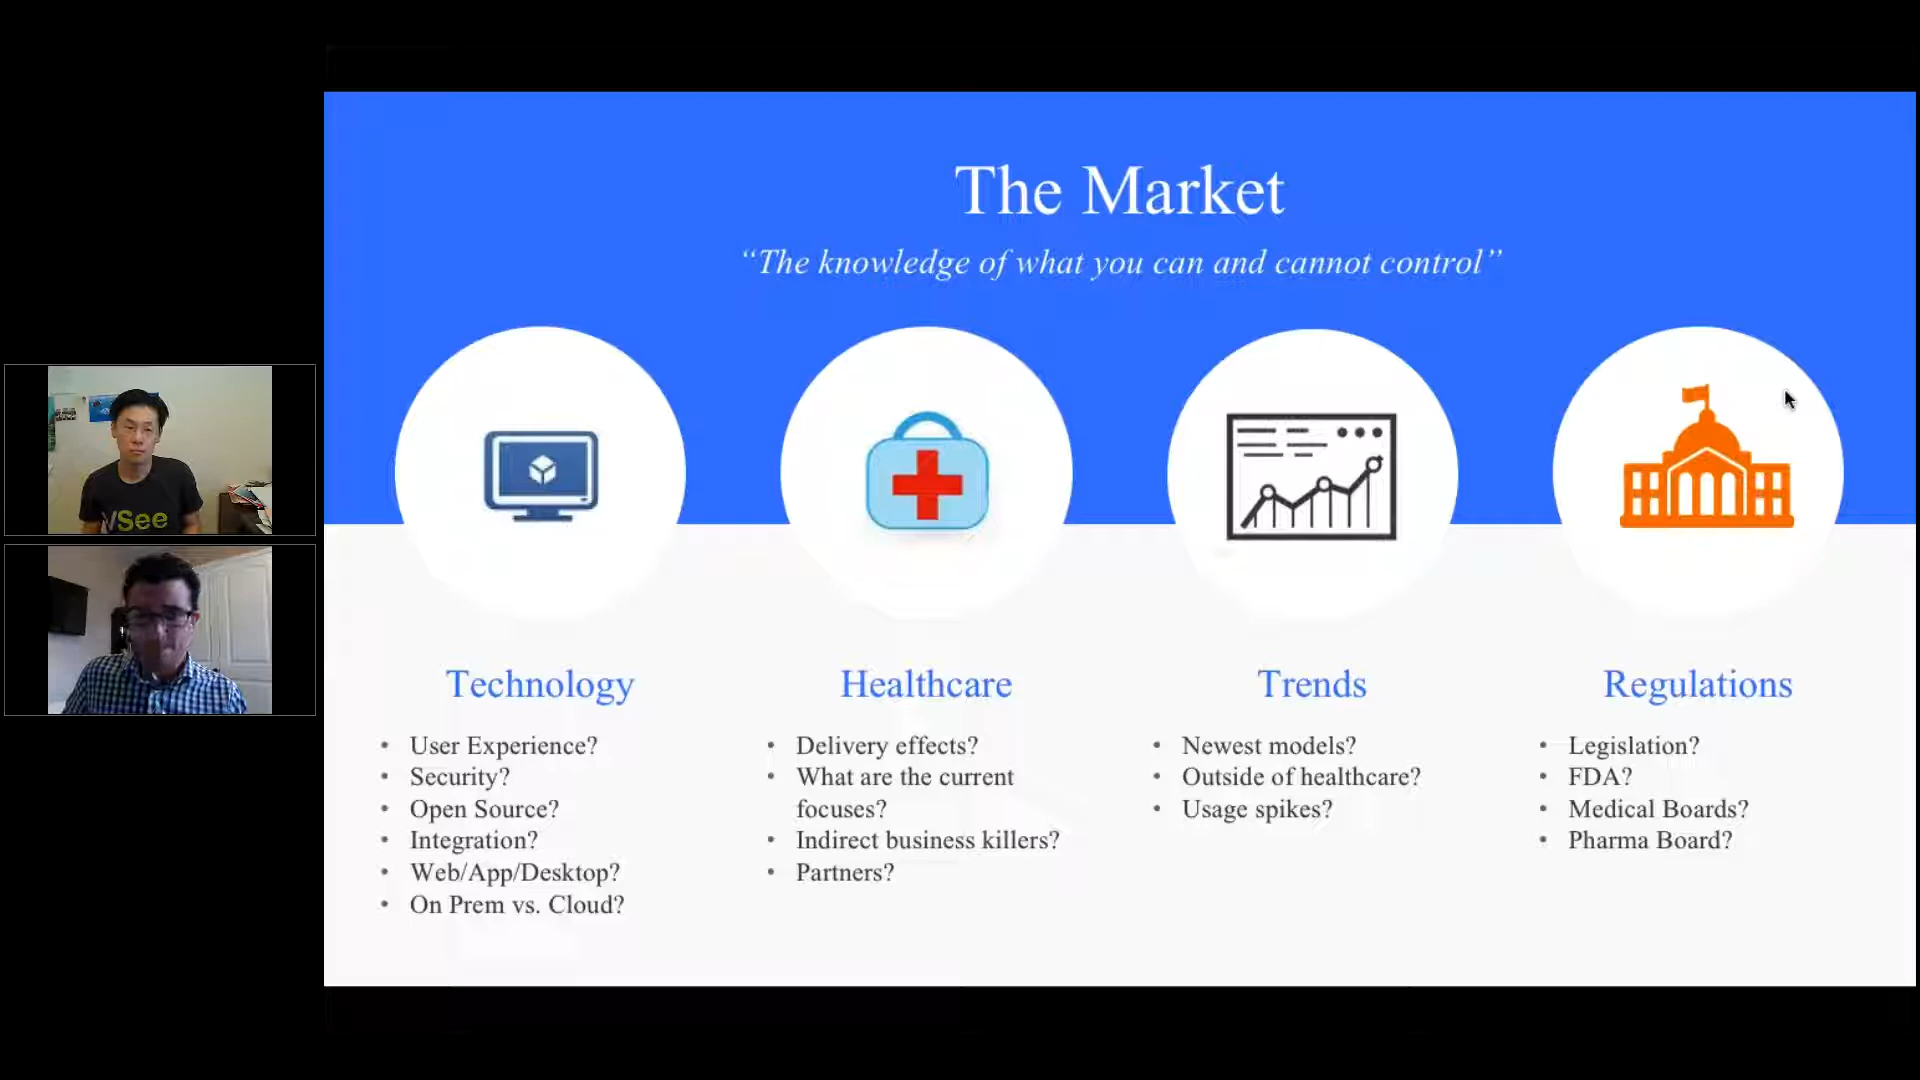 The Market
“The knowledge of what you can and cannot control”
Technology
• User Experience?
• Security?
• Open Source?
• Integration?
• Web/App/Desktop?
• On Prem vs. Cloud?
Healthcare
• Delivery effects?
• What are the current
focuses?
• Indirect business killers?
• Partners?
Trends
• Newest models?
• Outside of healthcare?
• Usage spikes?
Regulations
• Legislation?
• FDA?
• Medical Boards?
• Pharma Board?
VSee